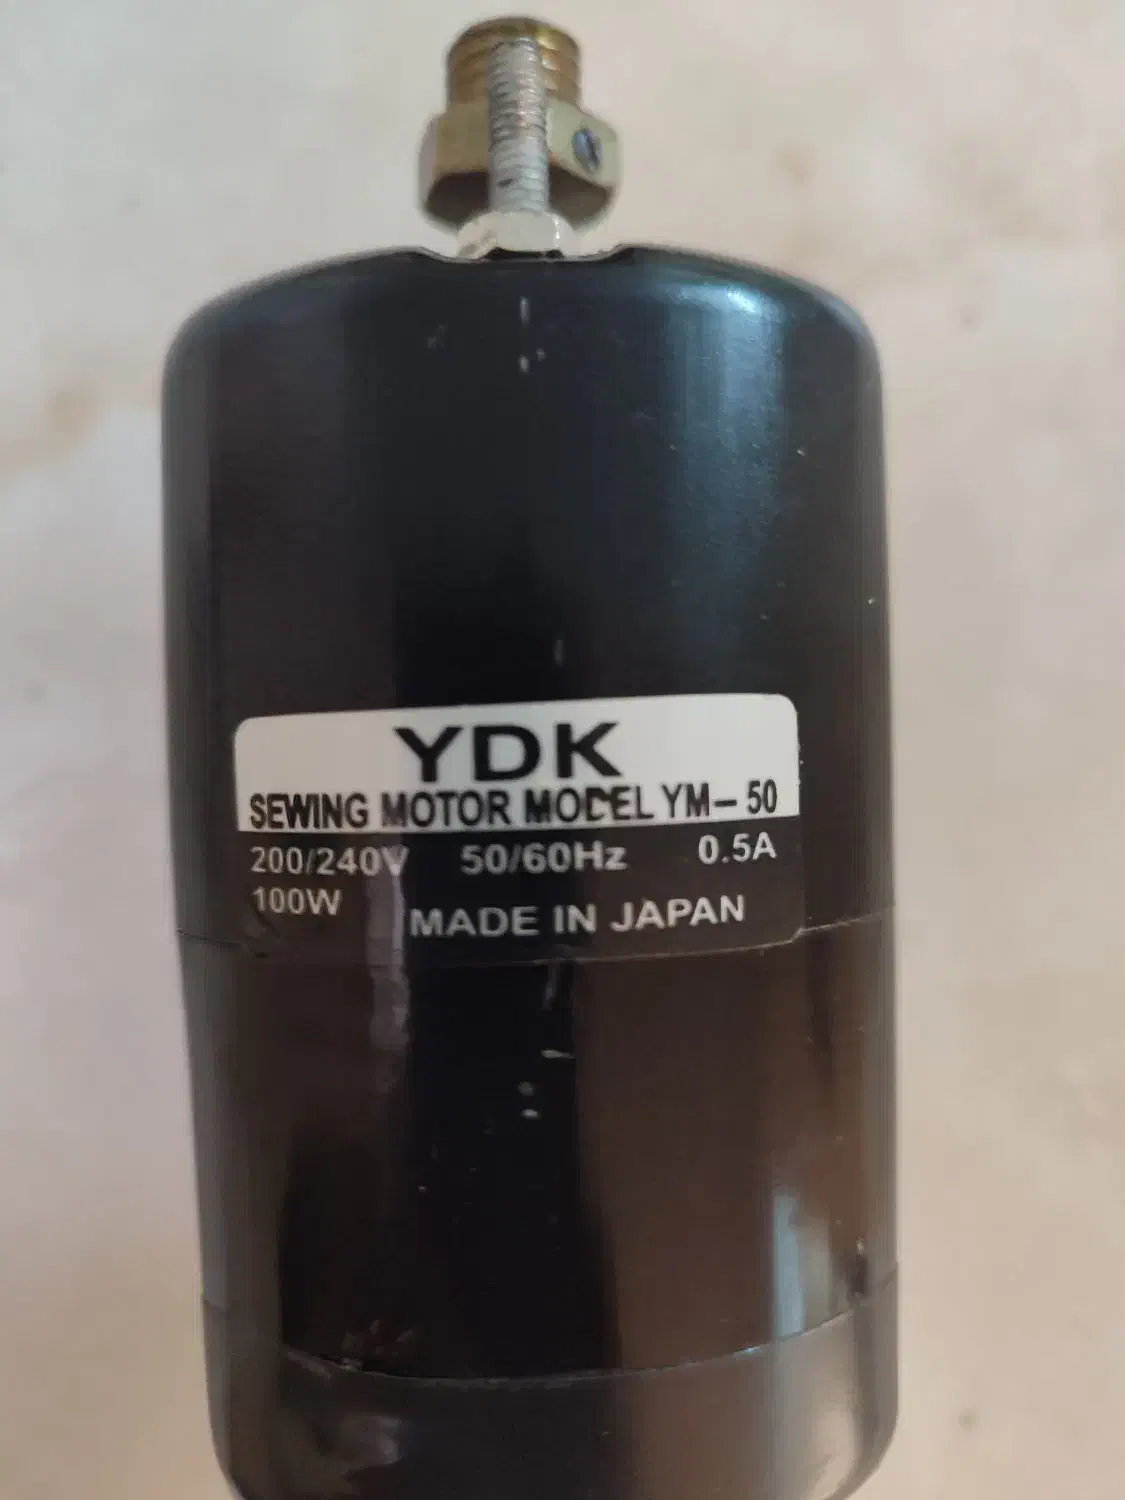 YDK
SEWING MOTOR MODEL YM-50
200/240V 50/60Hz 0.5A
100W MADE IN JAPAN